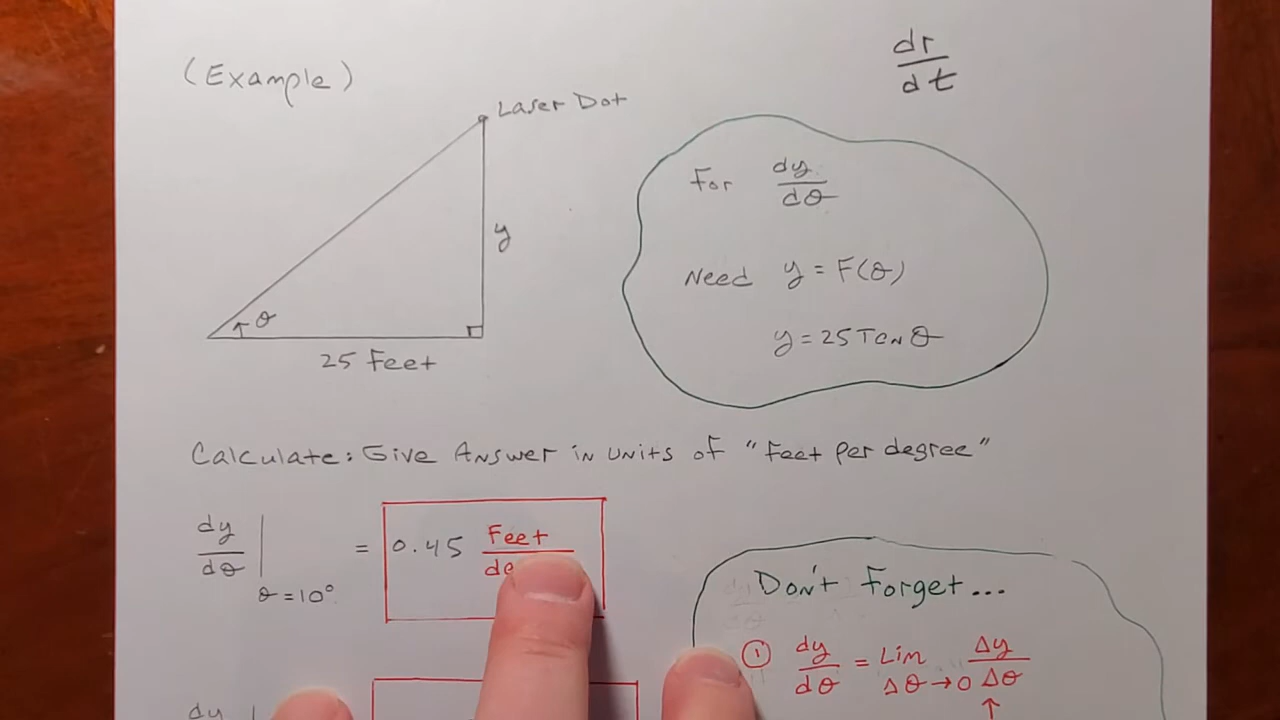 (Example)
dr
dt
Laser Dot
y
θ
25 Feet
For dy
dθ
Need y = F(θ)
y = 25 Tan θ
Calculate: Give Answer in units of "Feet per degree"
dy
dθ
θ = 10°
= 0.45 Feet
Don't Forget...
① dy = Lim Δy
dθ Δθ→0 Δθ
dy